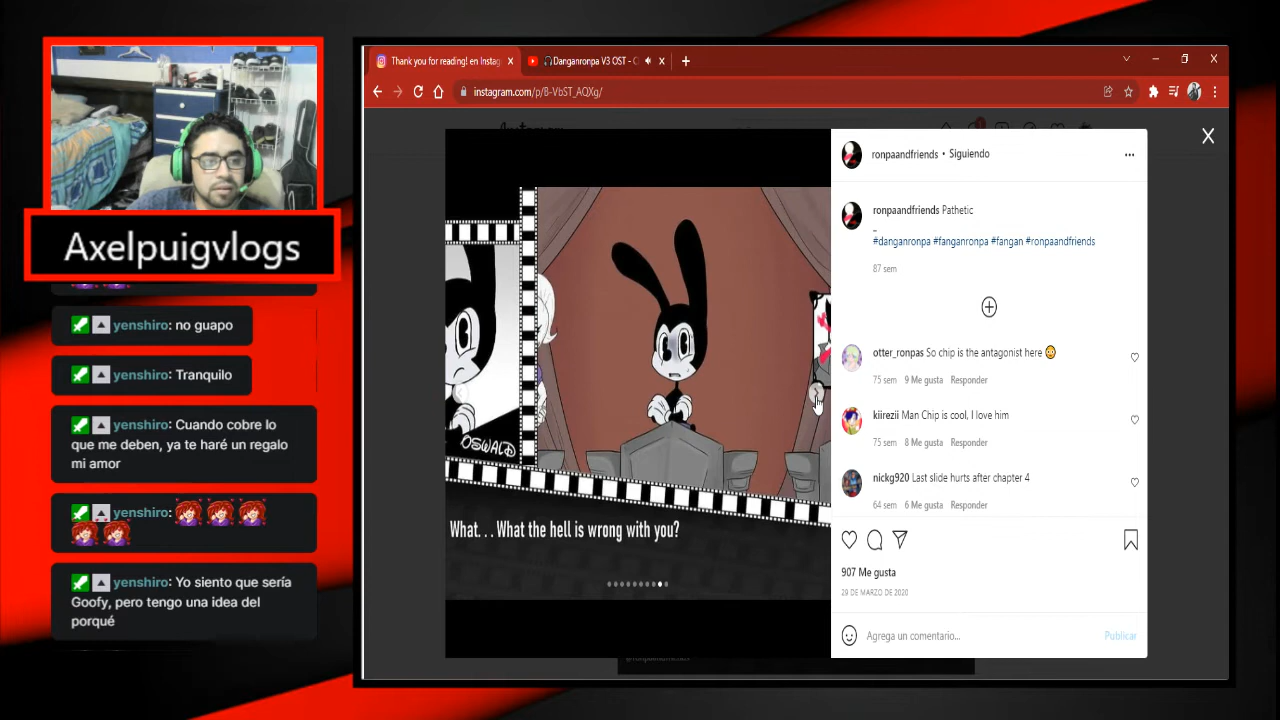 Axelpuigvlogs
yenshiro: no guapo
yenshiro: Tranquilo
yenshiro: Cuando cobre lo
que me deben, ya te haré un regalo
mi amor
yenshiro:
yenshiro: Yo siento que sería
Goofy, pero tengo una idea del
porqué
Thank you for reading! en Instag
Danganronpa V3 OST - C
instagram.com/p/B-VbST_AQXg/
OSWALD
What. . . What the hell is wrong with you?
ronpaandfriends • Siguiendo
ronpaandfriends Pathetic
_
#danganronpa #fanganronpa #fangan #ronpaandfriends
87 sem
otter_ronpas So chip is the antagonist here
75 sem 9 Me gusta Responder
kiirezii Man Chip is cool, I love him
75 sem 8 Me gusta Responder
nickg920 Last slide hurts after chapter 4
64 sem 6 Me gusta Responder
907 Me gusta
29 DE MARZO DE 2020
Agrega un comentario...
Publicar